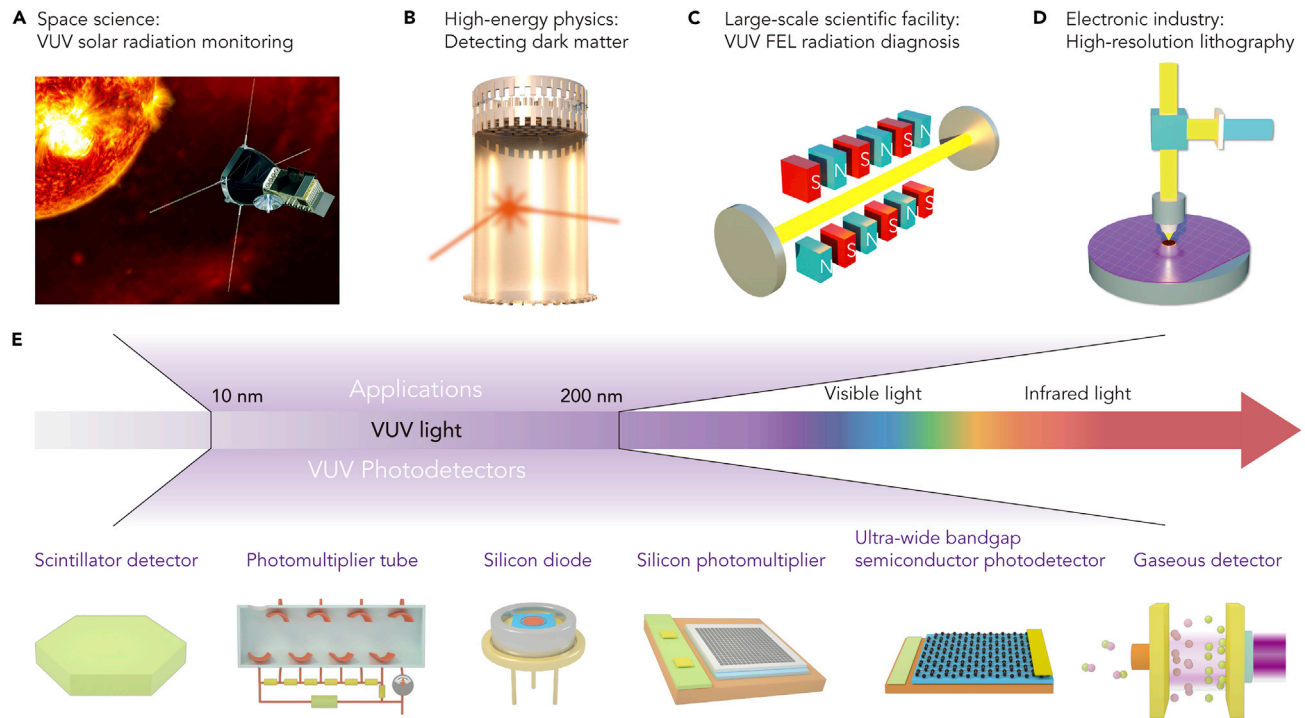 A Space science:
VUV solar radiation monitoring
B High-energy physics:
Detecting dark matter
C Large-scale scientific facility:
VUV FEL radiation diagnosis
D Electronic industry:
High-resolution lithography
S N S N S N
N S N S N S
E
10 nm
Applications
200 nm
Visible light
Infrared light
VUV light
VUV Photodetectors
Scintillator detector
Photomultiplier tube
Silicon diode
Silicon photomultiplier
Ultra-wide bandgap
semiconductor photodetector
Gaseous detector